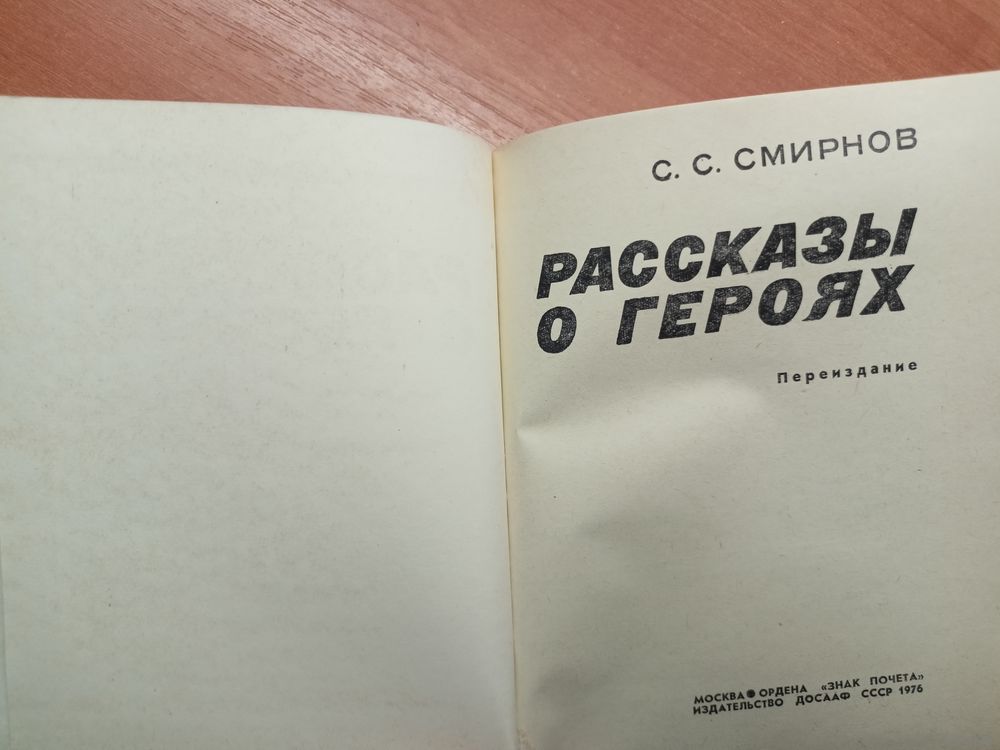 С. С. СМИРНОВ
РАССКАЗЫ
О ГЕРОЯХ
Переиздание
МОСКВА ОРДЕНА «ЗНАК ПОЧЕТА»
ИЗДАТЕЛЬСТВО ДОСААФ СССР 1976